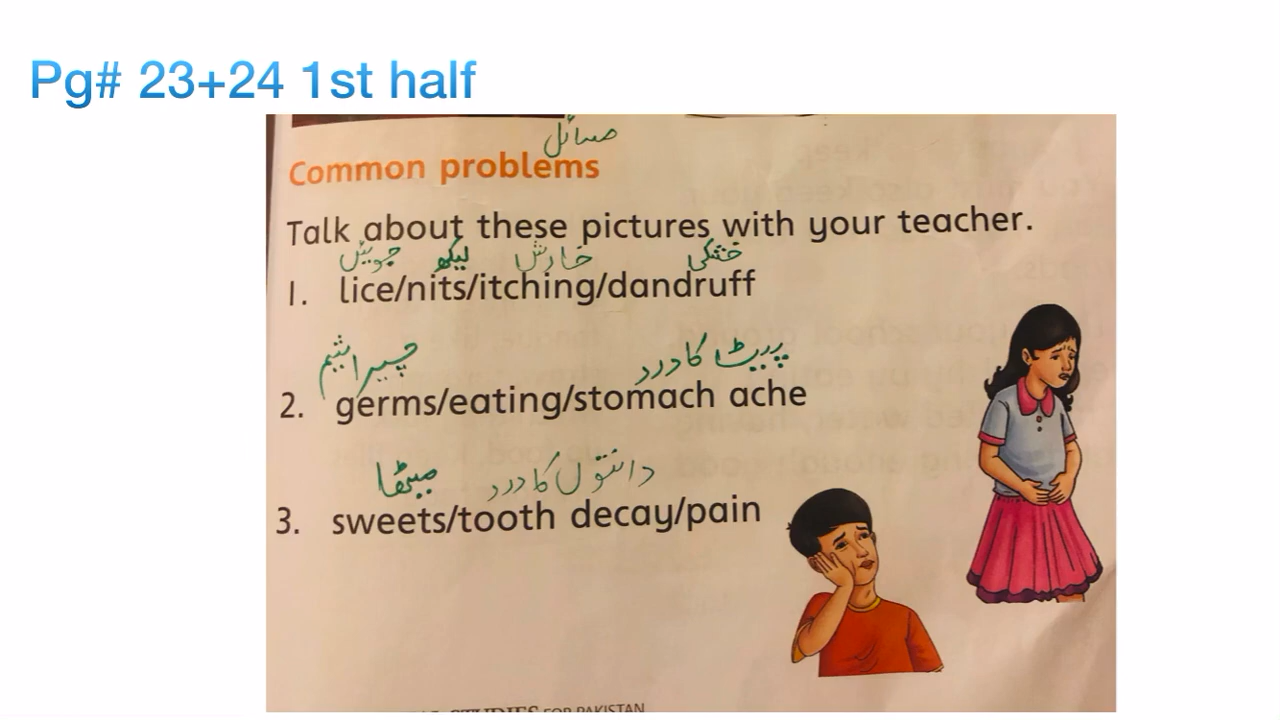 Pg# 23+24 1st half
مسائل
Common problems
Talk about these pictures with your teacher.
جویئں لیکھ خارش خشکی
1. lice/nits/itching/dandruff
جیراثیم پیٹ کا درد
2. germs/eating/stomach ache
میٹھا دانتوں کا درد
3. sweets/tooth decay/pain
STUDIES FOR PAKISTAN